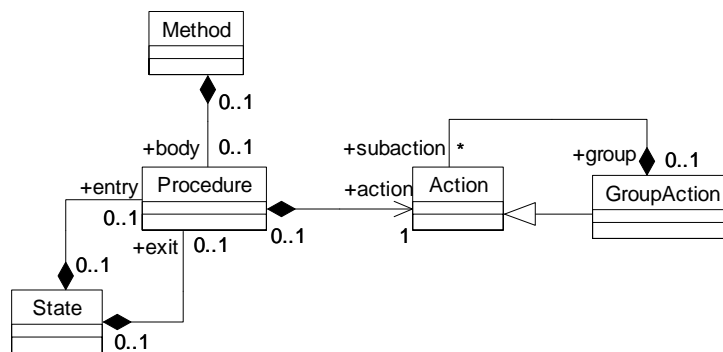 Method
0..1
+body
0..1
+subaction
*
+group
0..1
+entry
Procedure
+action
Action
GroupAction
0..1
+exit
0..1
0..1
1
0..1
State
0..1